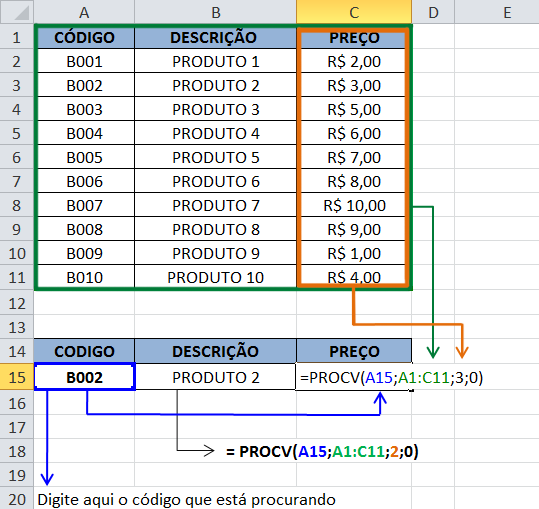 A B C D E
1 CÓDIGO DESCRIÇÃO PREÇO
2 B001 PRODUTO 1 R$ 2,00
3 B002 PRODUTO 2 R$ 3,00
4 B003 PRODUTO 3 R$ 5,00
5 B004 PRODUTO 4 R$ 6,00
6 B005 PRODUTO 5 R$ 7,00
7 B006 PRODUTO 6 R$ 8,00
8 B007 PRODUTO 7 R$ 10,00
9 B008 PRODUTO 8 R$ 9,00
10 B009 PRODUTO 9 R$ 1,00
11 B010 PRODUTO 10 R$ 4,00
12
13
14 CODIGO DESCRIÇÃO PREÇO
15 B002 PRODUTO 2 =PROCV(A15;A1:C11;3;0)
16
17
18 = PROCV(A15;A1:C11;2;0)
19
20 Digite aqui o código que está procurando